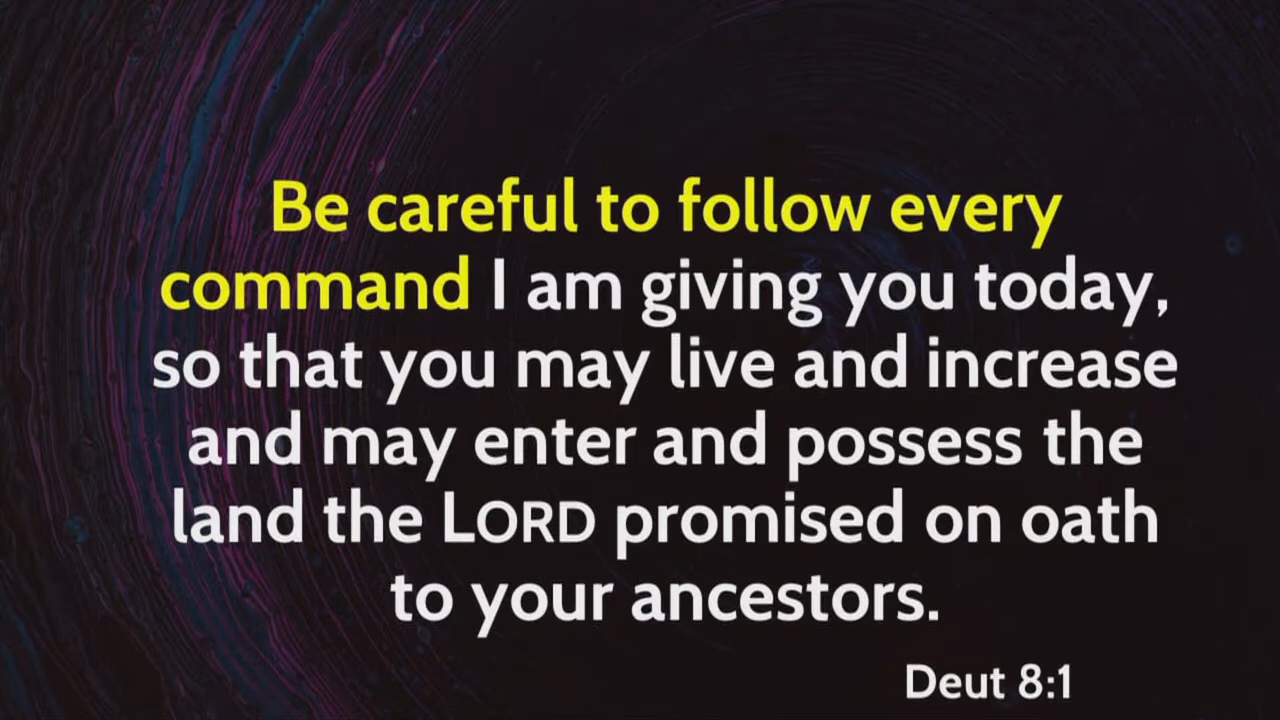 Be careful to follow every
command I am giving you today,
so that you may live and increase
and may enter and possess the
land the LORD promised on oath
to your ancestors.
Deut 8:1